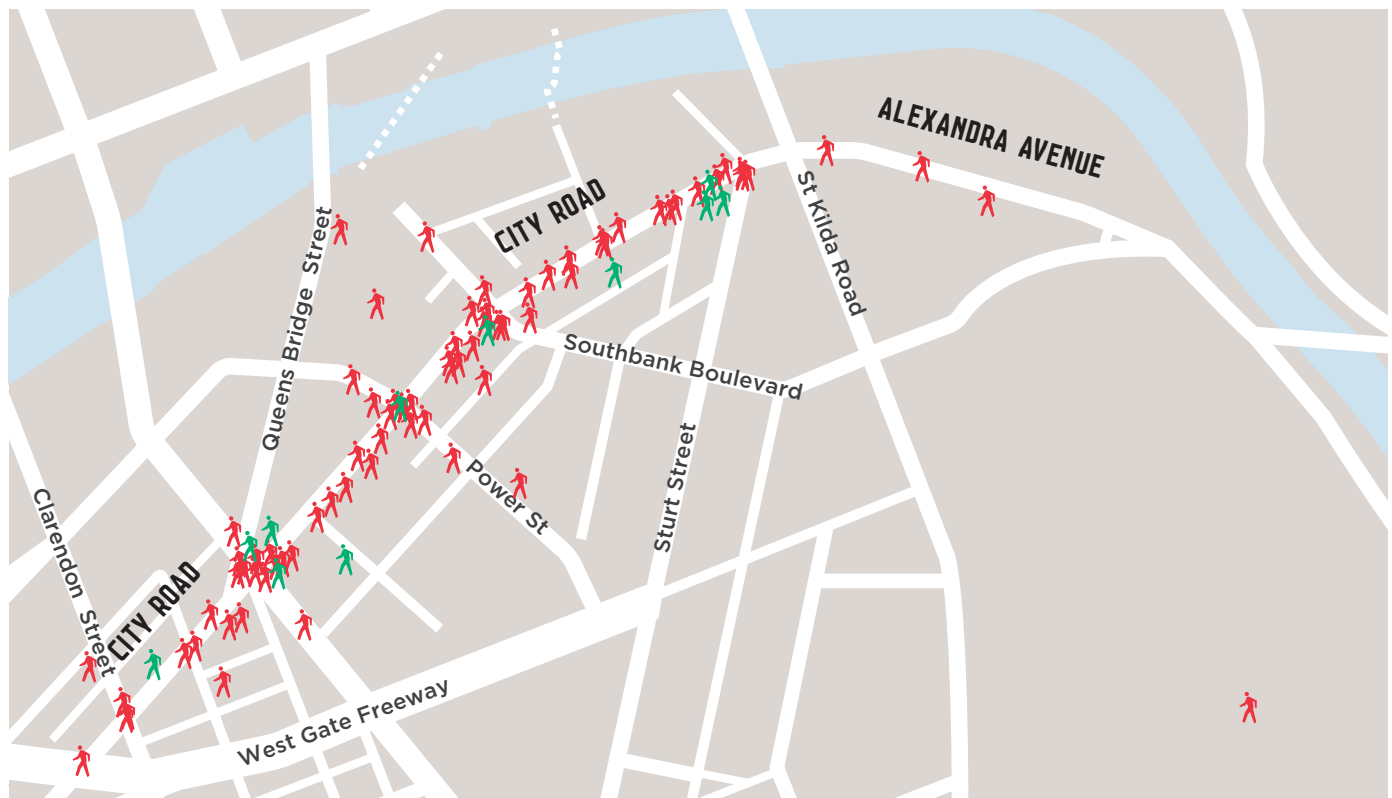 ALEXANDRA AVENUE
CITY ROAD
St Kilda Road
Queens Bridge Street
Southbank Boulevard
Sturt Street
Power St
Clarendon Street
CITY ROAD
West Gate Freeway